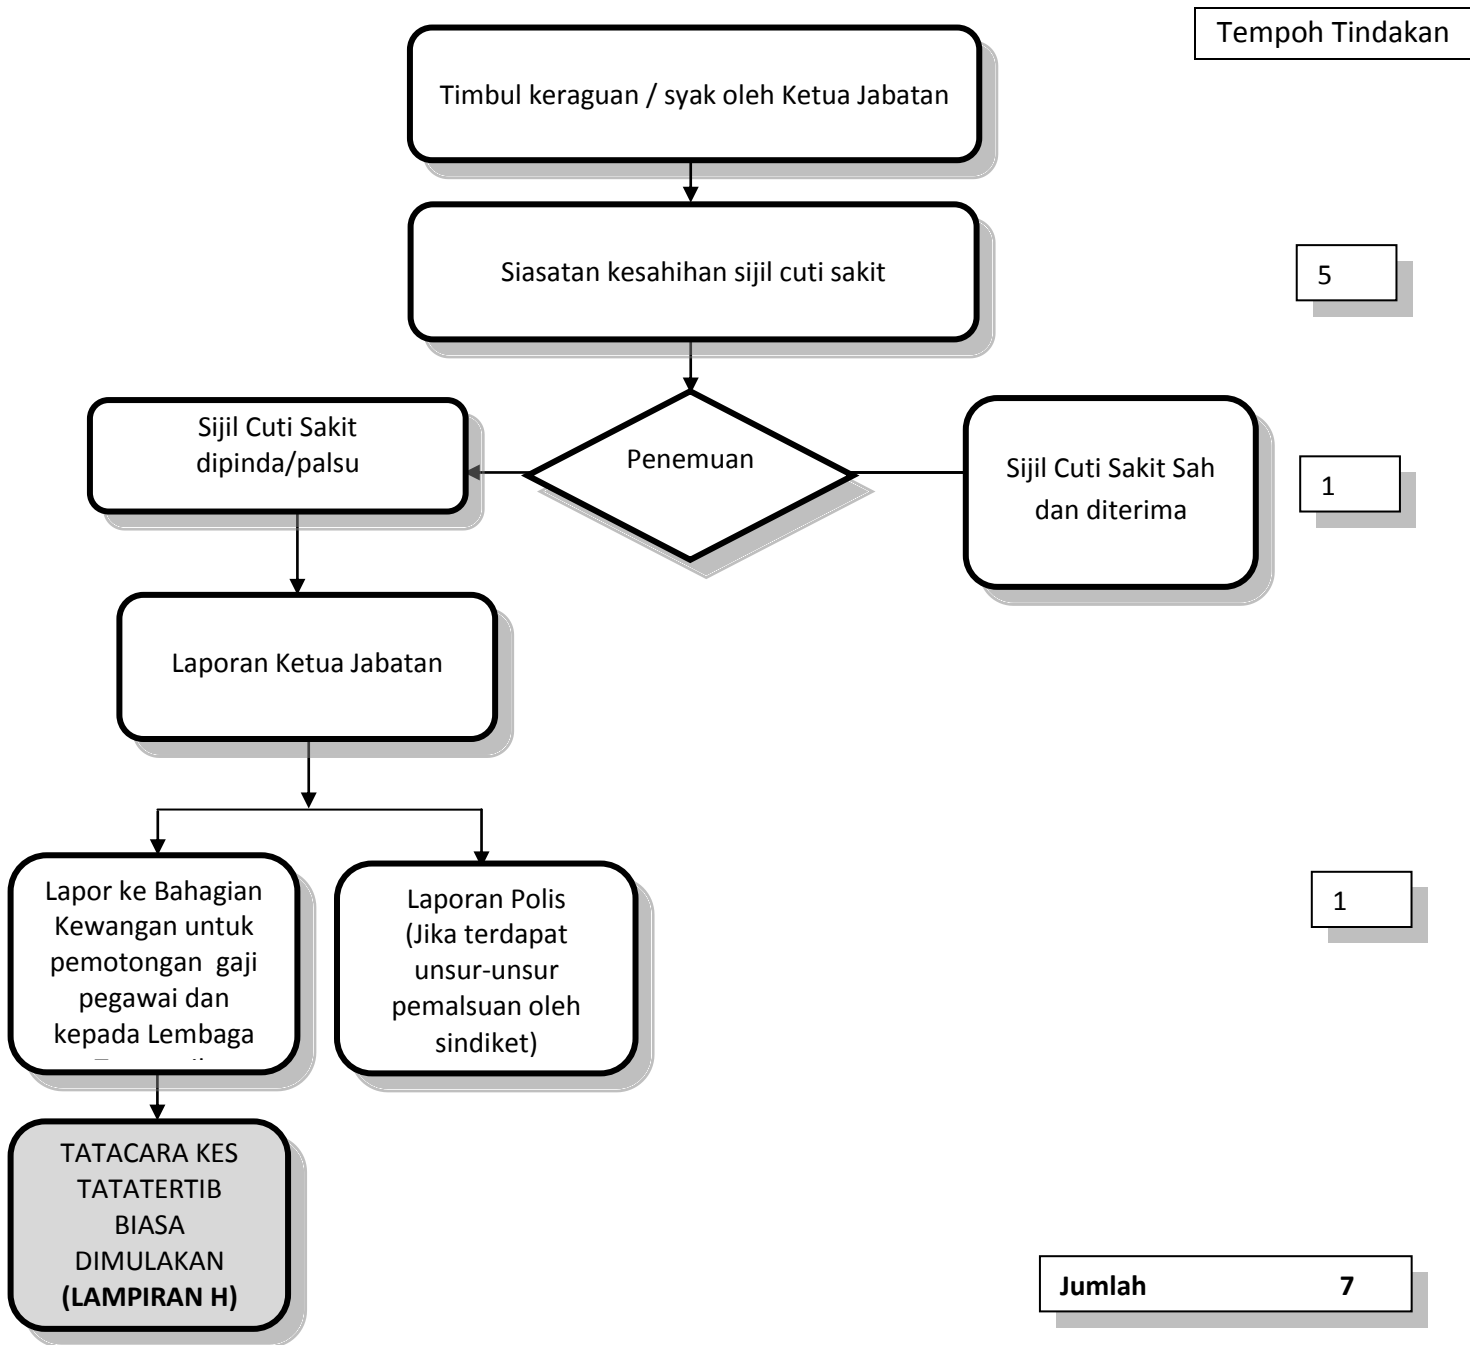 Tempoh Tindakan
Timbul keraguan / syak oleh Ketua Jabatan
Siasatan kesahihan sijil cuti sakit
5
Sijil Cuti Sakit
dipinda/palsu
Penemuan
Sijil Cuti Sakit Sah
dan diterima
1
Laporan Ketua Jabatan
Lapor ke Bahagian
Kewangan untuk
pemotongan gaji
pegawai dan
kepada Lembaga
Laporan Polis
(Jika terdapat
unsur-unsur
pemalsuan oleh
sindiket)
1
TATACARA KES
TATATERTIB
BIASA
DIMULAKAN
(LAMPIRAN H)
Jumlah 7